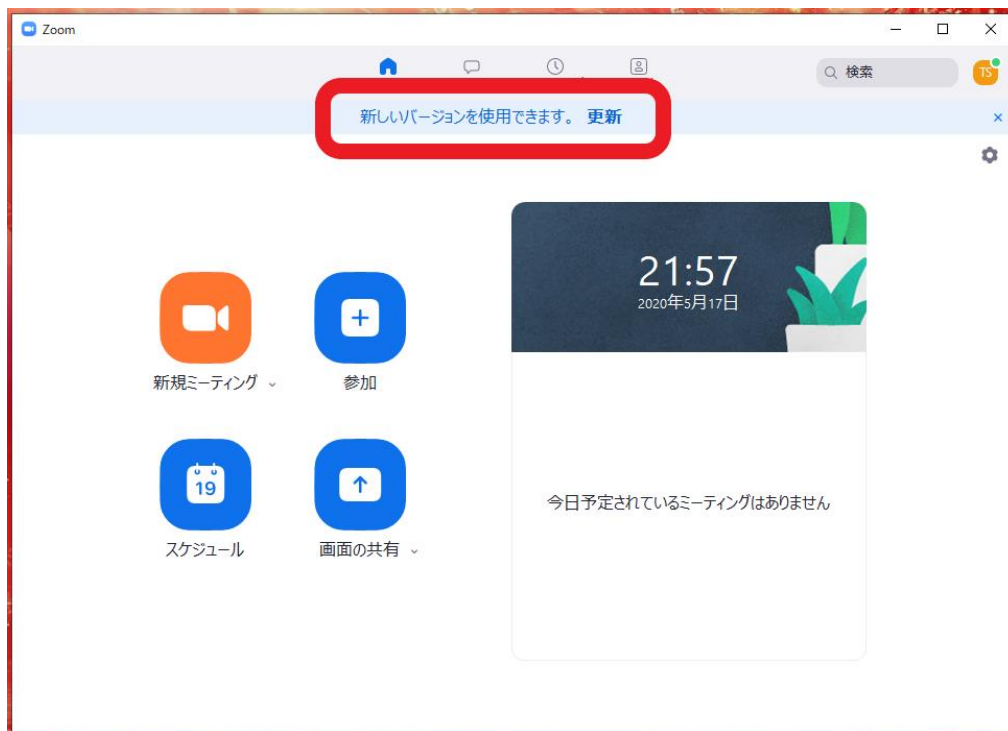 Zoom
検索
TS
新しいバージョンを使用できます。 更新
21:57
2020年5月17日
新規ミーティング
参加
19
スケジュール
画面の共有
今日予定されているミーティングはありません